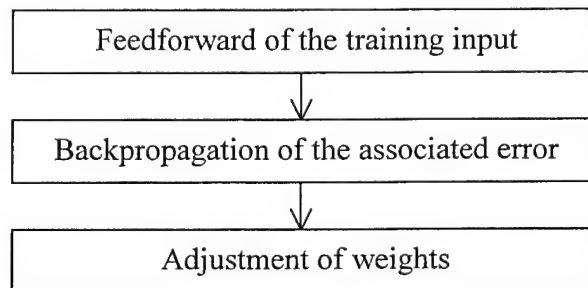 Feedforward of the training input
Backpropagation of the associated error
Adjustment of weights